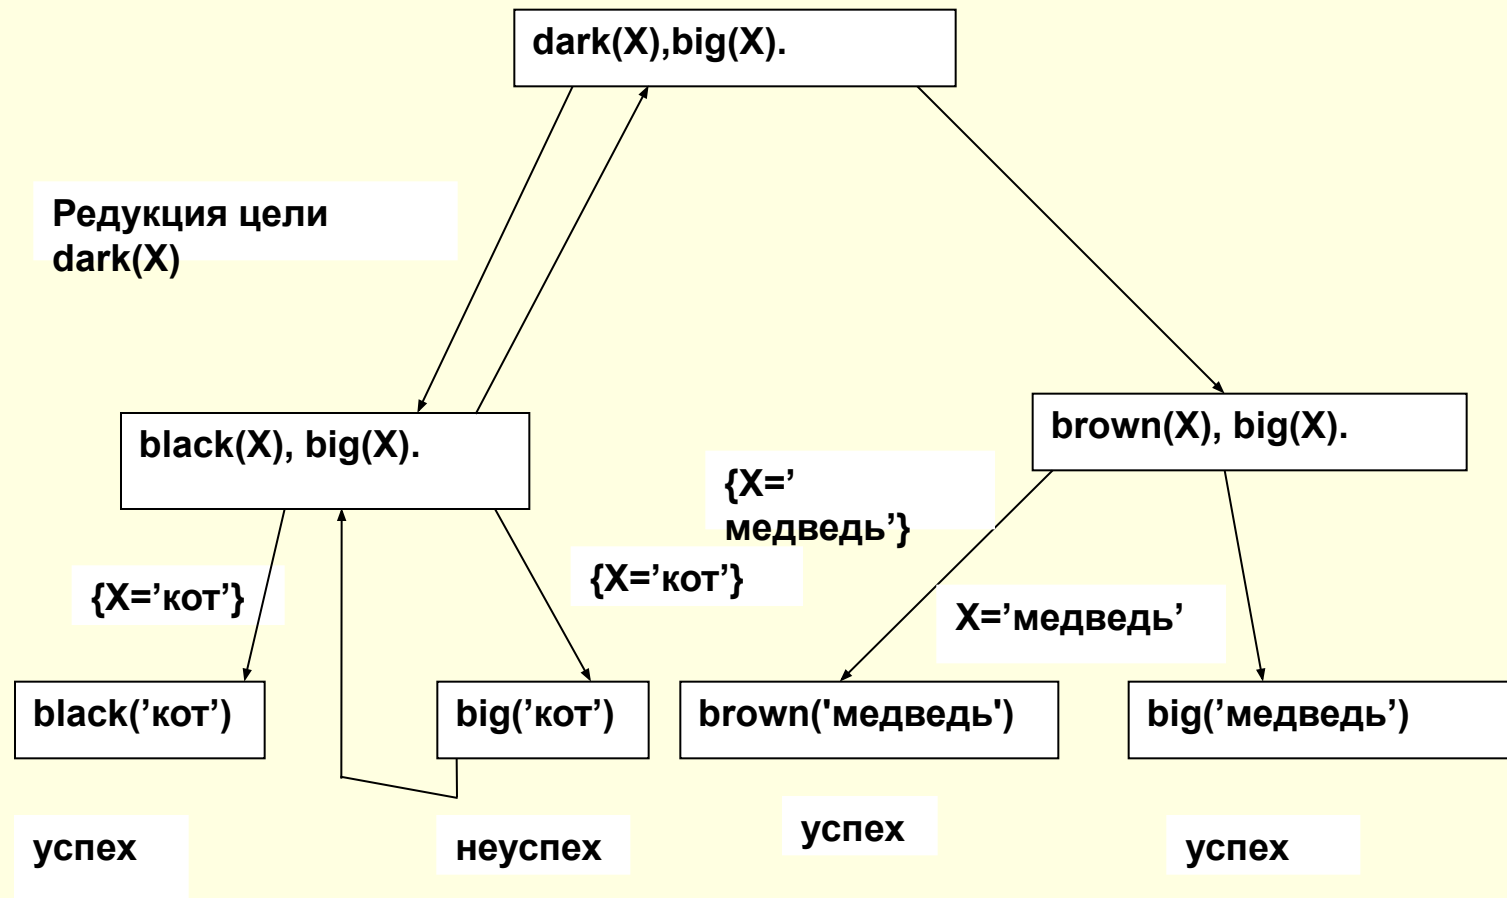 dark(X),big(X).
Редукция цели
dark(X)
black(X), big(X).
brown(X), big(X).
{X=’
медведь’}
{X=’кот’}
{X=’кот’}
X=’медведь’
black(’кот’)
big(’кот’)
brown('медведь')
big(’медведь’)
успех
неуспех
успех
успех